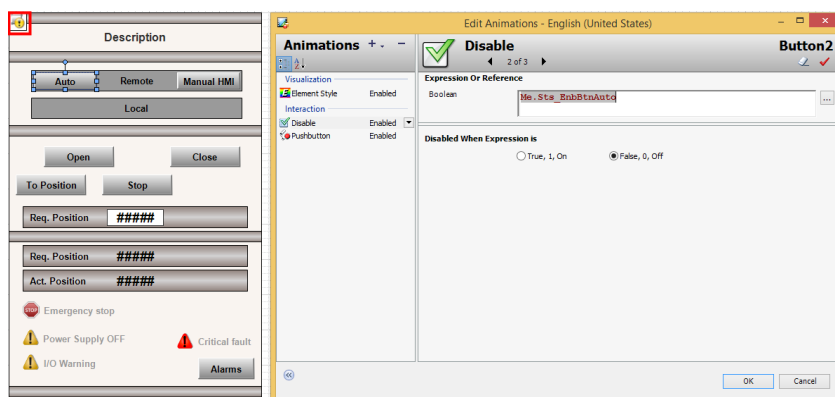 Description
Auto Remote Manual HMI
Local
Open Close
To Position Stop
Req. Position #####
Req. Position #####
Act. Position #####
STOP Emergency stop
Power Supply OFF
Critical fault
I/O Warning
Alarms
Edit Animations - English (United States)
Animations
Visualization
Element Style Enabled
Interaction
Disable Enabled
Pushbutton Enabled
Disable Button2
2 of 3
Expression Or Reference
Boolean Me.Sts_EnbBtnAuto ...
Disabled When Expression is
True, 1, On False, 0, Off
OK Cancel